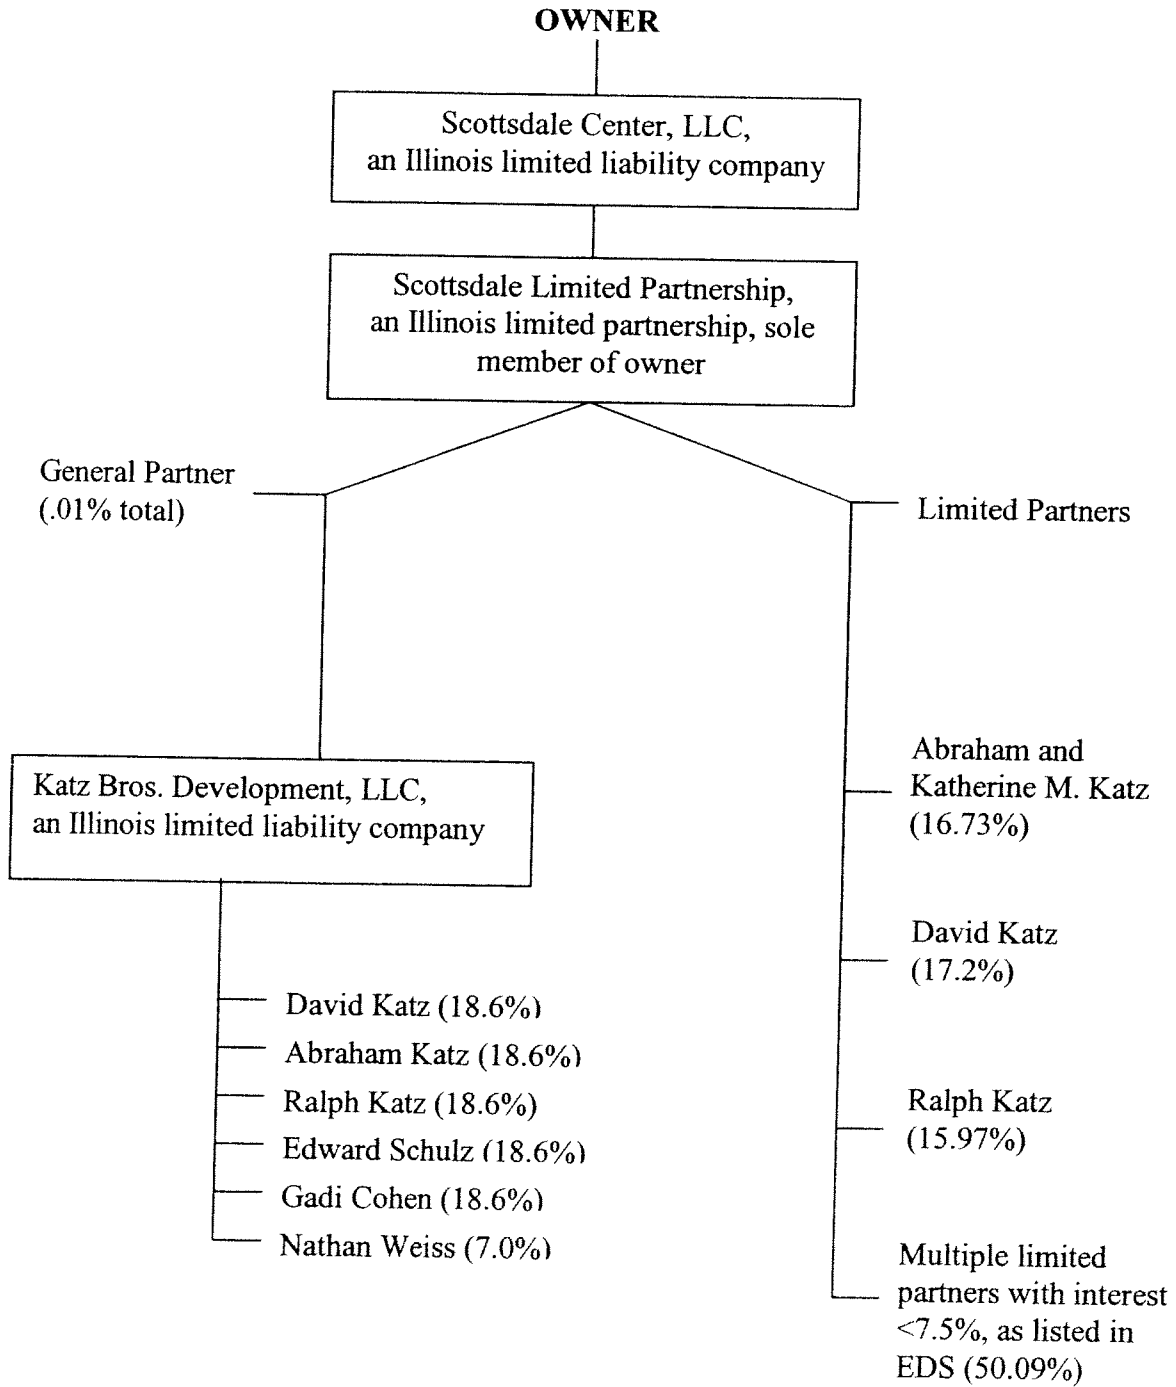 OWNER
Scottsdale Center, LLC,
an Illinois limited liability company
Scottsdale Limited Partnership,
an Illinois limited partnership, sole
member of owner
General Partner
(.01% total)
Limited Partners
Katz Bros. Development, LLC,
an Illinois limited liability company
David Katz (18.6%)
Abraham Katz (18.6%)
Ralph Katz (18.6%)
Edward Schulz (18.6%)
Gadi Cohen (18.6%)
Nathan Weiss (7.0%)
Abraham and
Katherine M. Katz
(16.73%)
David Katz
(17.2%)
Ralph Katz
(15.97%)
Multiple limited
partners with interest
<7.5%, as listed in
EDS (50.09%)